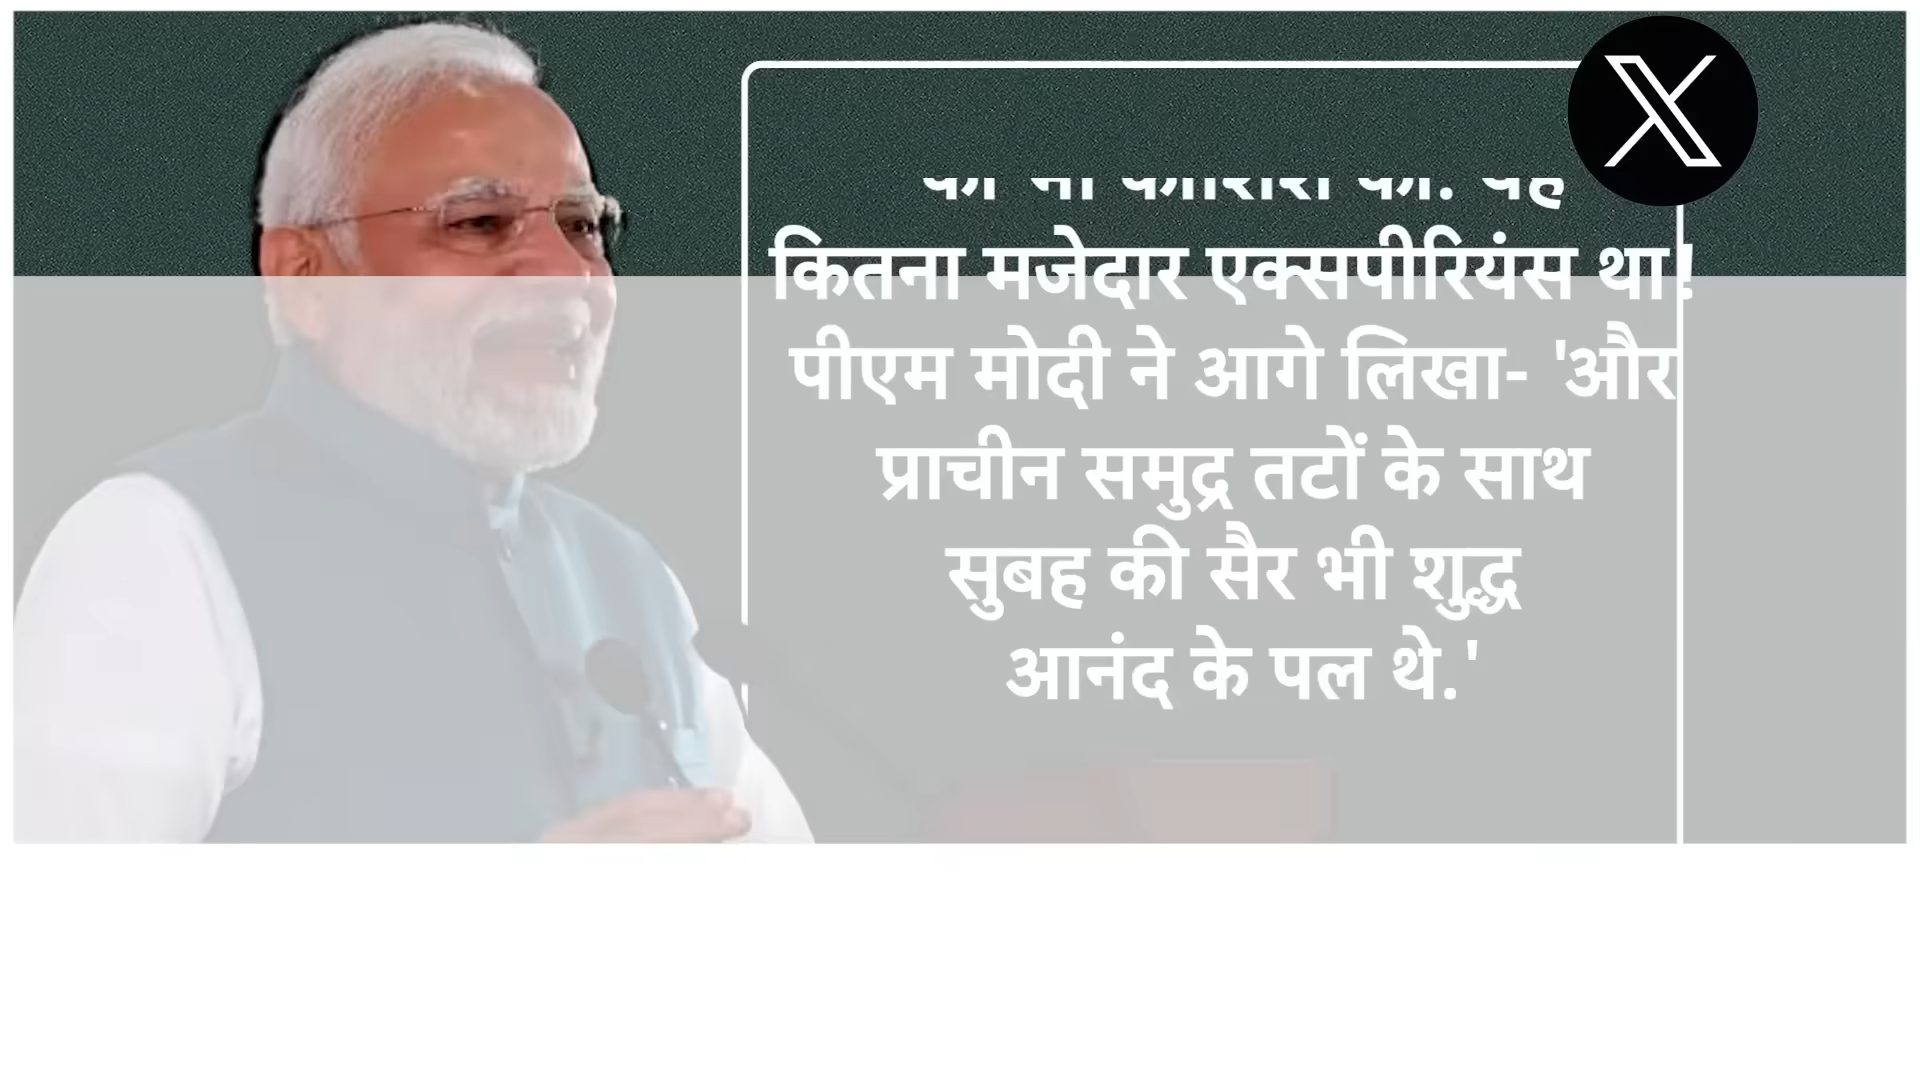 कितना मजेदार एक्सपीरियंस था!
पीएम मोदी ने आगे लिखा- 'और
प्राचीन समुद्र तटों के साथ
सुबह की सैर भी शुद्ध
आनंद के पल थे.'